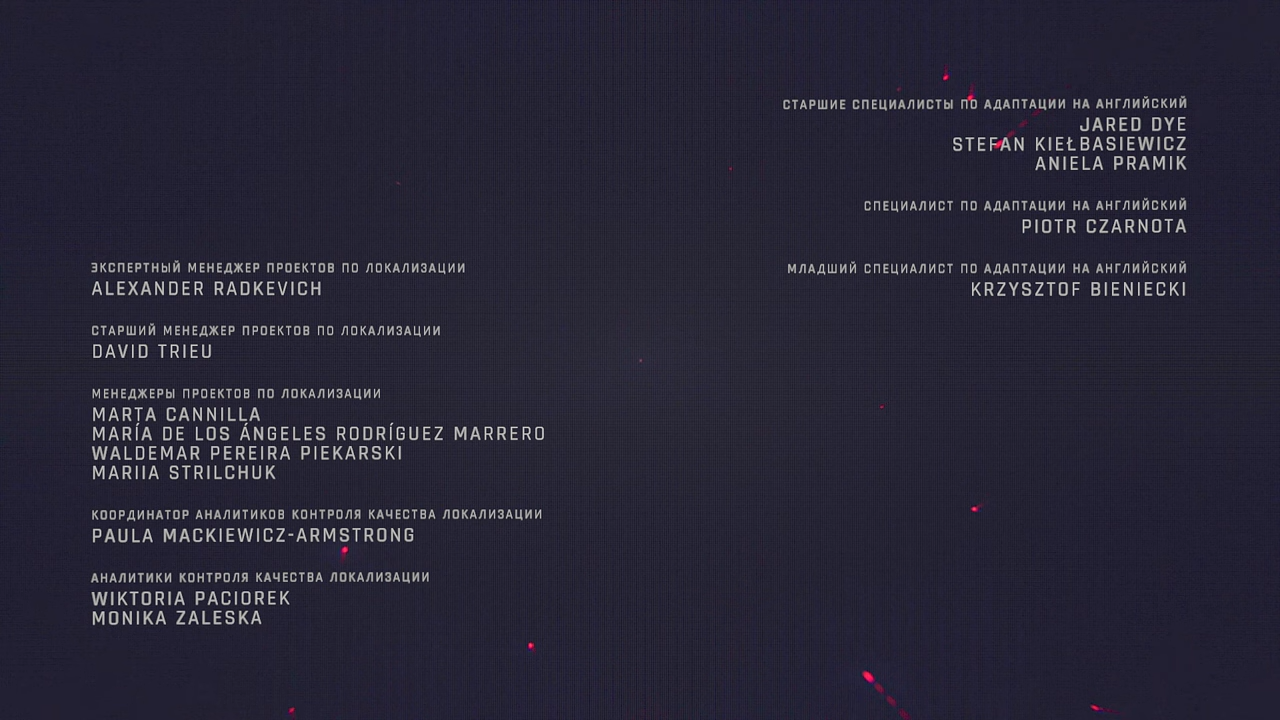 ЭКСПЕРТНЫЙ МЕНЕДЖЕР ПРОЕКТОВ ПО ЛОКАЛИЗАЦИИ
ALEXANDER RADKEVICH
СТАРШИЙ МЕНЕДЖЕР ПРОЕКТОВ ПО ЛОКАЛИЗАЦИИ
DAVID TRIEU
МЕНЕДЖЕРЫ ПРОЕКТОВ ПО ЛОКАЛИЗАЦИИ
MARTA CANNILLA
MARÍA DE LOS ÁNGELES RODRÍGUEZ MARRERO
WALDEMAR PEREIRA PIEKARSKI
MARIIA STRILCHUK
КООРДИНАТОР АНАЛИТИКОВ КОНТРОЛЯ КАЧЕСТВА ЛОКАЛИЗАЦИИ
PAULA MACKIEWICZ-ARMSTRONG
АНАЛИТИКИ КОНТРОЛЯ КАЧЕСТВА ЛОКАЛИЗАЦИИ
WIKTORIA PACIOREK
MONIKA ZALESKA
СТАРШИЕ СПЕЦИАЛИСТЫ ПО АДАПТАЦИИ НА АНГЛИЙСКИЙ
JARED DYE
STEFAN KIEŁBASIEWICZ
ANIELA PRAMIK
СПЕЦИАЛИСТ ПО АДАПТАЦИИ НА АНГЛИЙСКИЙ
PIOTR CZARNOTA
МЛАДШИЙ СПЕЦИАЛИСТ ПО АДАПТАЦИИ НА АНГЛИЙСКИЙ
KRZYSZTOF BIENIECKI